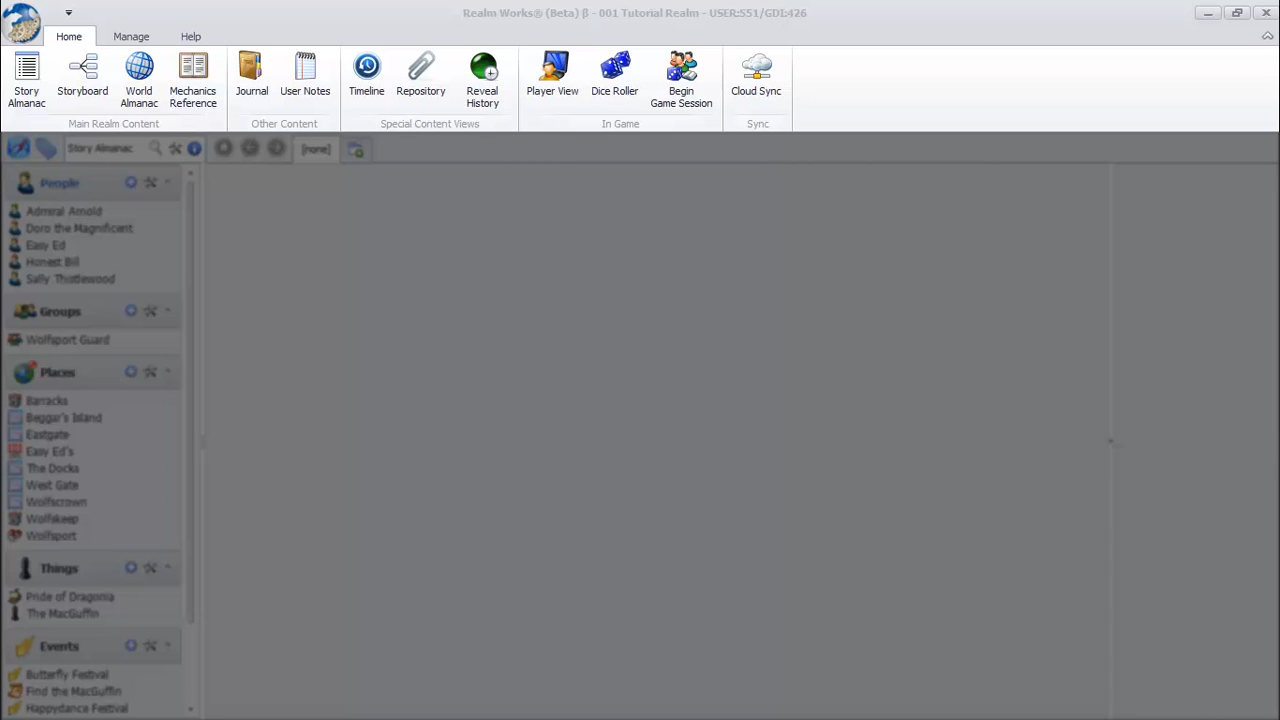 Realm Works® (Beta) β - 001 Tutorial Realm - USER:551/GDI:426
Home Manage Help
Story Almanac
Storyboard
World Almanac
Mechanics Reference
Journal
User Notes
Timeline
Repository
Reveal History
Player View
Dice Roller
Begin Game Session
Cloud Sync
Main Realm Content
Other Content
Special Content Views
In Game
Sync
Story Almanac
[none]
People
Admiral Arnold
Doro the Magnificent
Easy Ed
Honest Bill
Sally Thistlewood
Groups
Wolfsport Guard
Places
Barracks
Beggar's Island
Eastgate
Easy Ed's
The Docks
West Gate
Wolfscrown
Wolfskeep
Wolfsport
Things
Pride of Dragonia
The MacGuffin
Events
Butterfly Festival
Find the MacGuffin
Happydance Festival